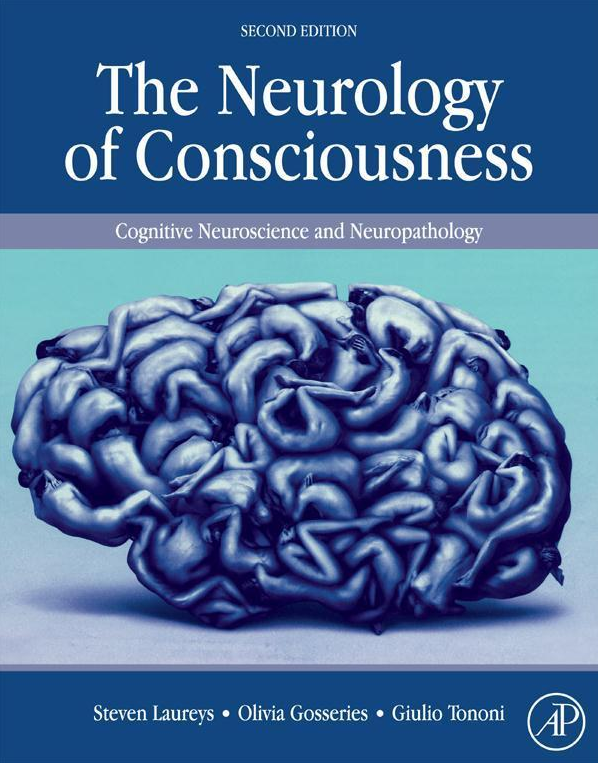 SECOND EDITION
The Neurology
of Consciousness
Cognitive Neuroscience and Neuropathology
Steven Laureys • Olivia Gosseries • Giulio Tononi
AP